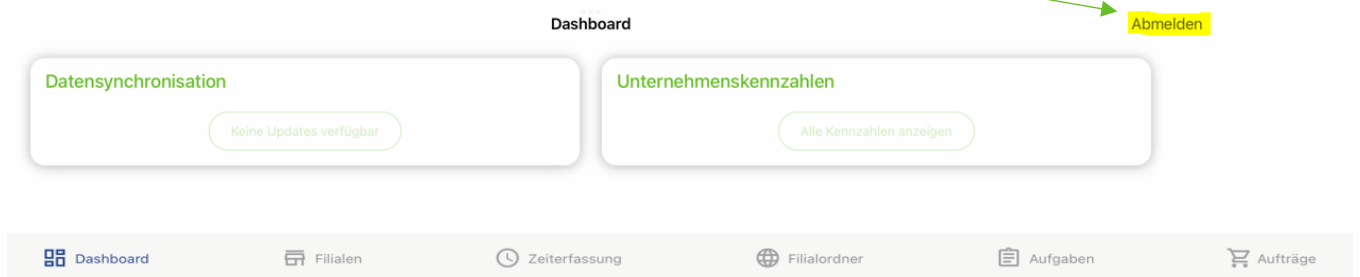 Dashboard
Abmelden
Datensynchronisation
Unternehmenskennzahlen
Keine Updates verfügbar
Alle Kennzahlen anzeigen
Dashboard
Filialen
Zeiterfassung
Filialordner
Aufgaben
Aufträge